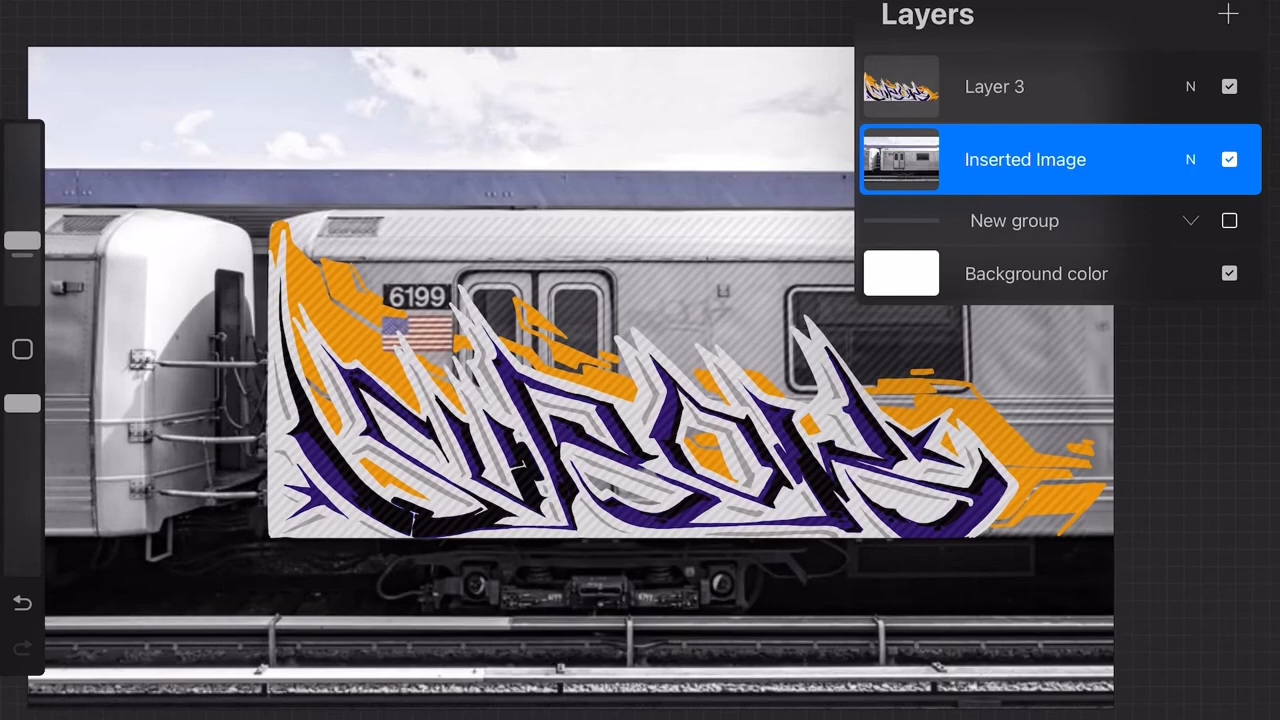 Layers
Layer 3 N
Inserted Image N
New group
Background color
6199